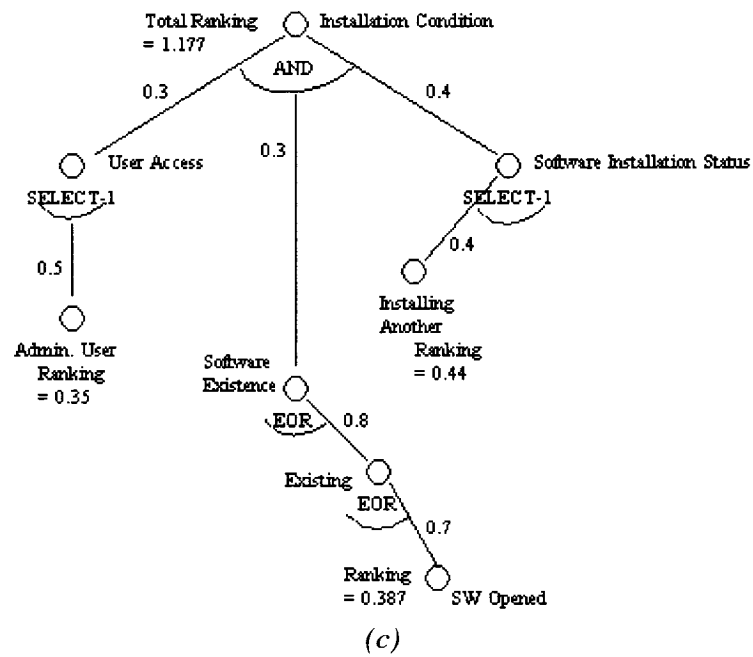 Total Ranking
= 1.177
Installation Condition
AND
0.3
0.4
0.3
User Access
Software Installation Status
SELECT-1
SELECT-1
0.4
0.5
Installing
Another
Ranking
= 0.44
Admin. User
Ranking
= 0.35
Software
Existence
EOR
0.8
Existing
EOR
0.7
Ranking
= 0.387
SW Opened
(c)